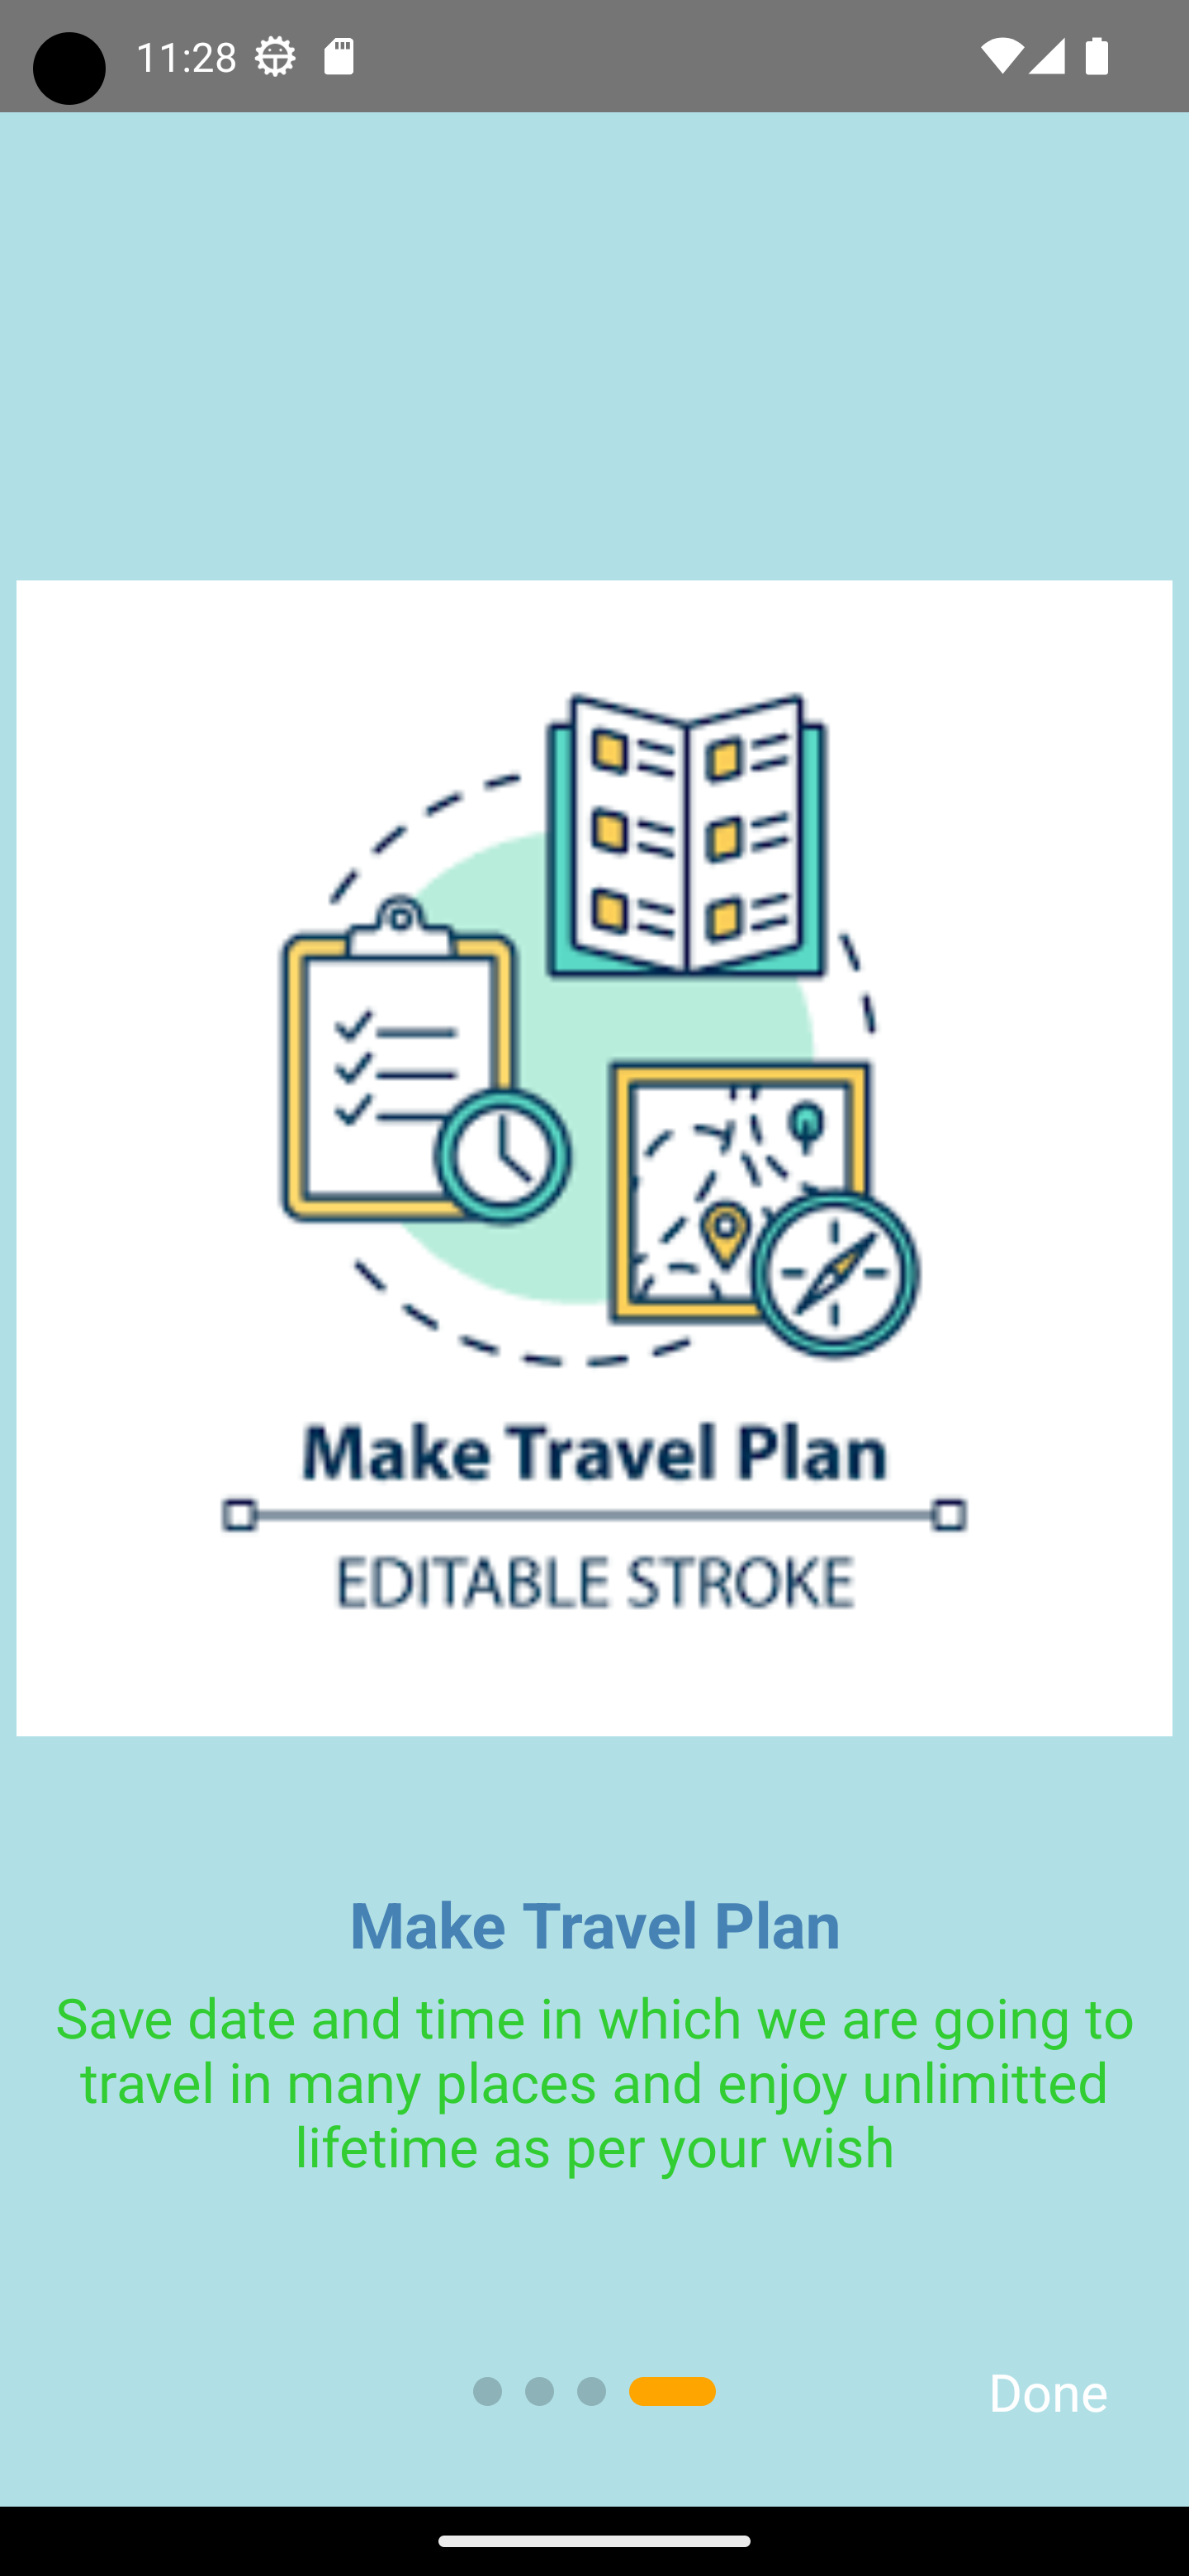 11:28
Make Travel Plan
EDITABLE STROKE
Make Travel Plan
Save date and time in which we are going to
travel in many places and enjoy unlimitted
lifetime as per your wish
Done